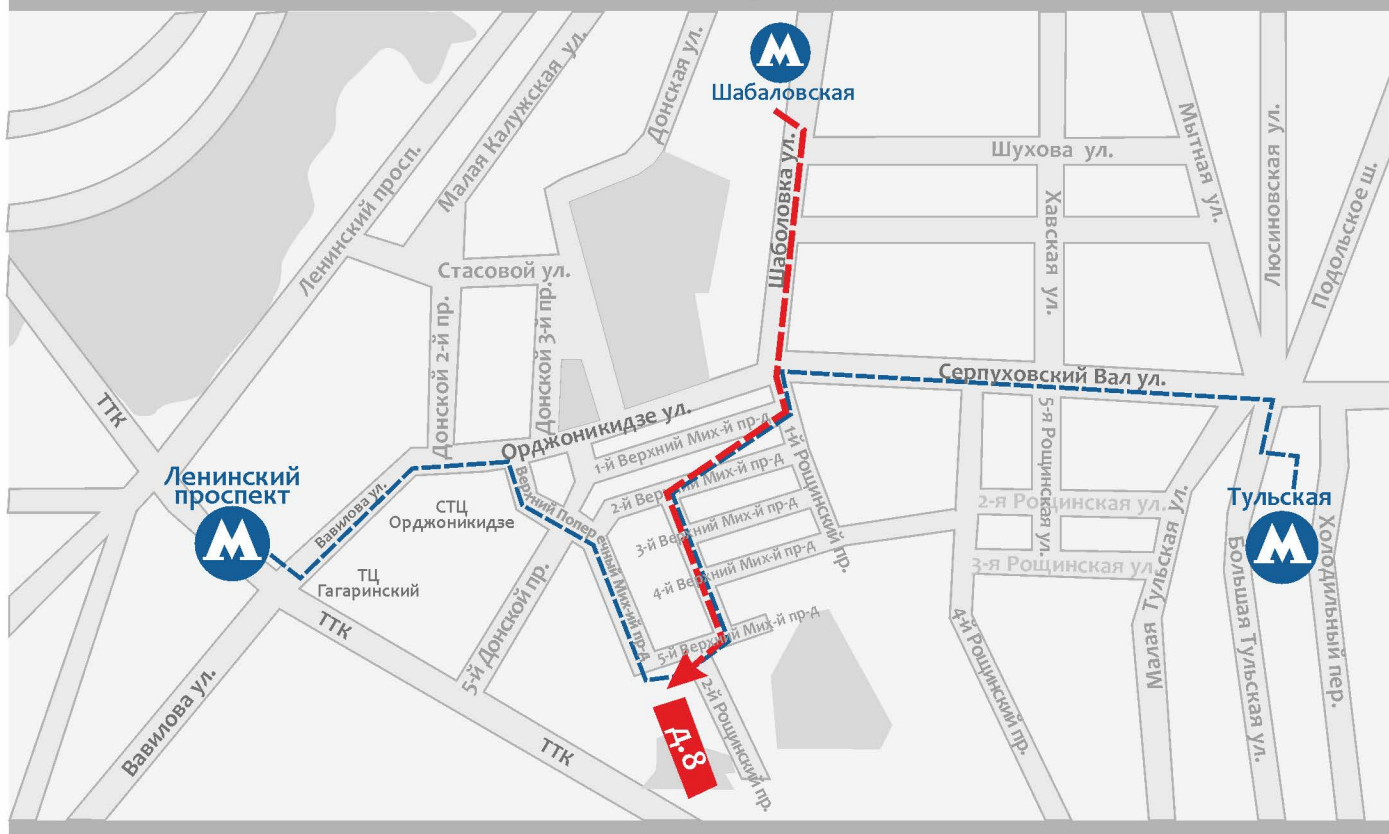 М
Шабаловская
Донская ул.
Малая Калужская ул.
Ленинский просп.
Шухова ул.
Мытная ул.
Люсиновская ул.
Подольское ш.
Шаболовка ул.
Хавская ул.
Стасовой ул.
Донской 2-й пр.
Донской 3-й пр.
Серпуховский Вал ул.
ТТК
Орджоникидзе ул.
1-й Верхний Мих-й пр-д
1-й Рощинский пр.
5-я Рощинская ул.
Ленинский
проспект
М
Вавилова ул.
СТЦ
Орджоникидзе
Верхний Поперечный Мих-ий пр-д
2-й Верхний Мих-й пр-д
3-й Верхний Мих-й пр-д
4-й Верхний Мих-й пр-д
5-й Верхний Мих-й пр-д
2-я Рощинская ул.
3-я Рощинская ул.
Тульская
М
ТЦ
Гагаринский
ТТК
5-й Донской пр.
4-й Рощинский пр.
Малая Тульская ул.
Большая Тульская ул.
Холодильный пер.
Вавилова ул.
ТТК
2-й Рощинский пр.
д.8